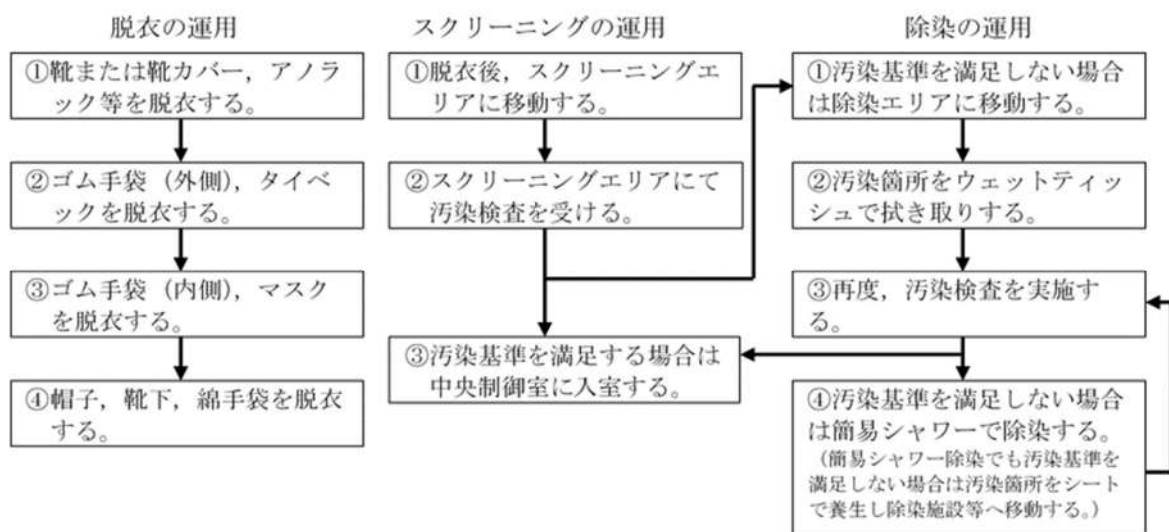 脱衣の運用
①靴または靴カバー，アノラ
ック等を脱衣する。
②ゴム手袋（外側），タイベ
ックを脱衣する。
③ゴム手袋（内側），マスク
を脱衣する。
④帽子，靴下，綿手袋を脱衣
する。
スクリーニングの運用
①脱衣後，スクリーニングエ
リアに移動する。
②スクリーニングエリアにて
汚染検査を受ける。
③汚染基準を満足する場合は
中央制御室に入室する。
除染の運用
①汚染基準を満足しない場合
は除染エリアに移動する。
②汚染箇所をウェットティッ
シュで拭き取りする。
③再度，汚染検査を実施す
る。
④汚染基準を満足しない場合
は簡易シャワーで除染する。
（簡易シャワー除染でも汚染基準を
満足しない場合は汚染箇所をシート
で養生し除染施設等へ移動する。）